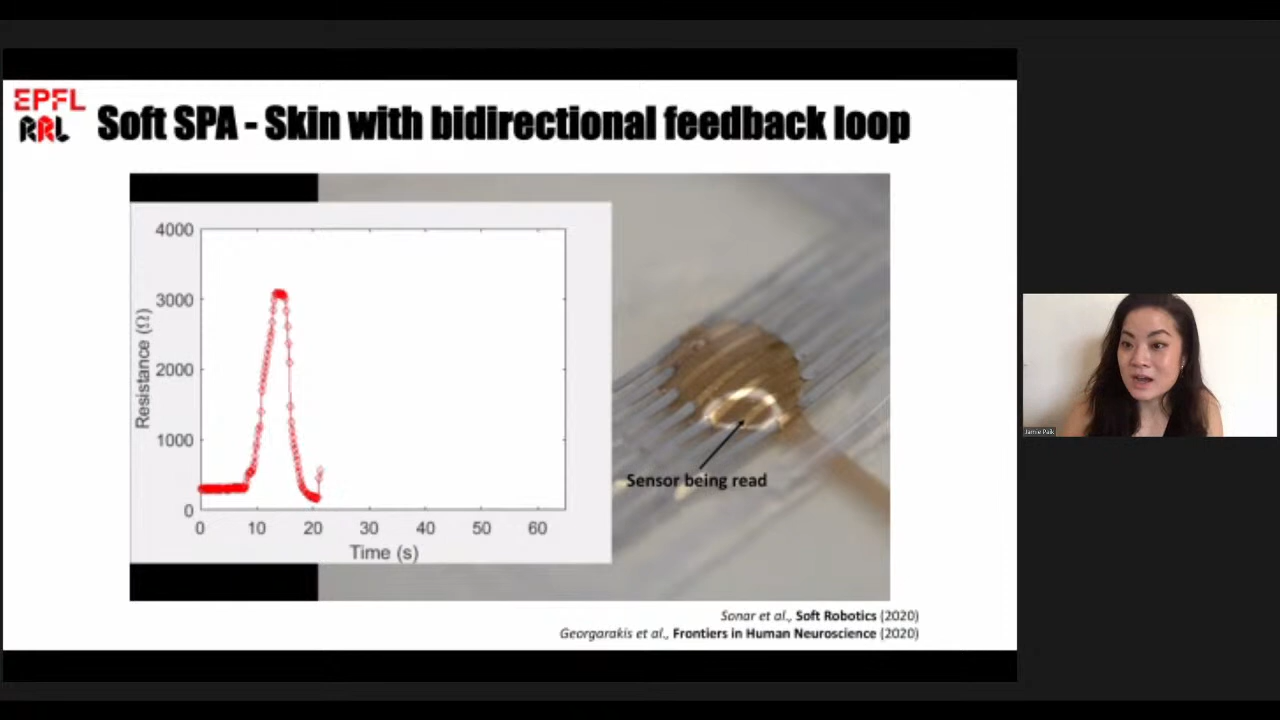 EPFL
RRL
Soft SPA - Skin with bidirectional feedback loop
4000
3000
2000
1000
0
Resistance (Ω)
0 10 20 30 40 50 60
Time (s)
Sensor being read
Sonar et al., Soft Robotics (2020)
Georgarakis et al., Frontiers in Human Neuroscience (2020)
Jamie Paik